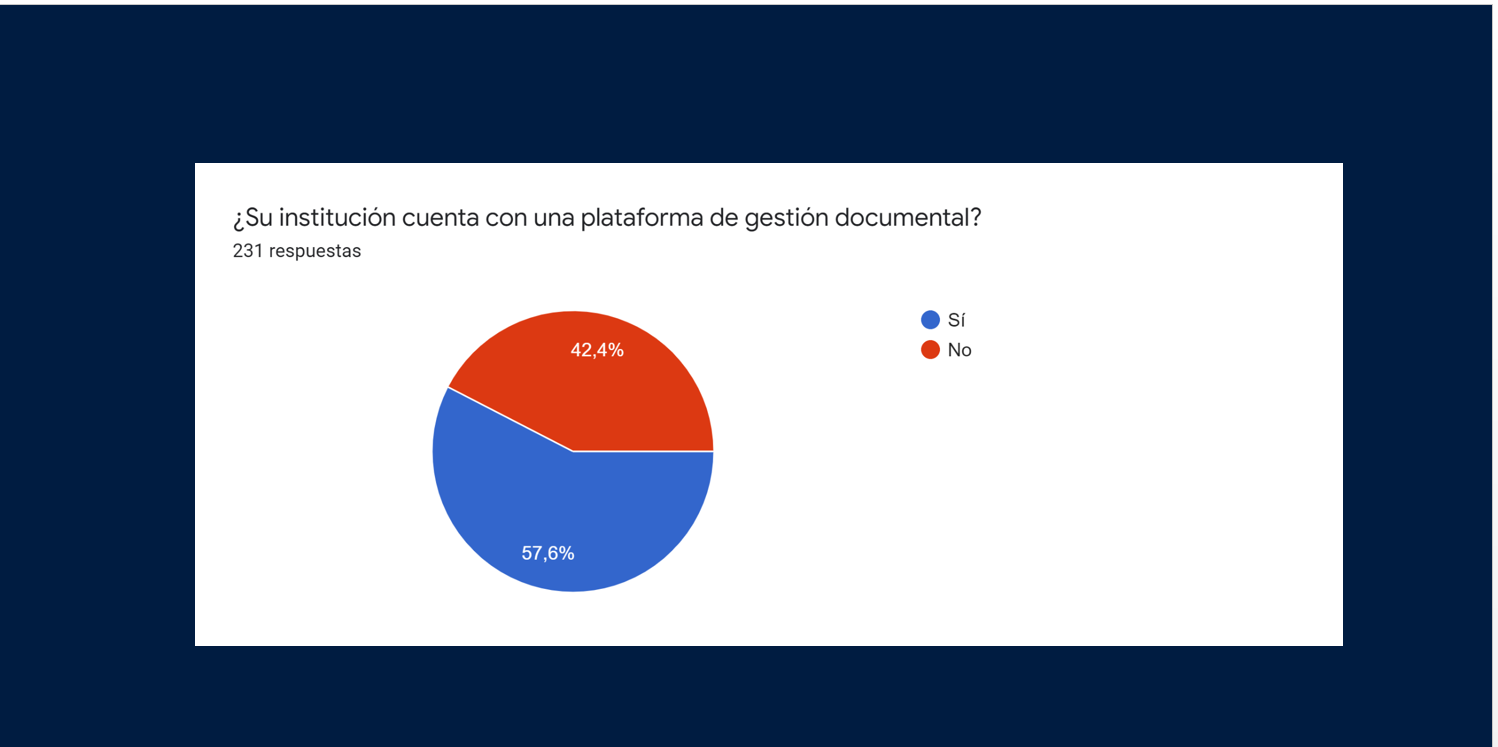 ¿Su institución cuenta con una plataforma de gestión documental?
231 respuestas
Sí
No
42,4%
57,6%